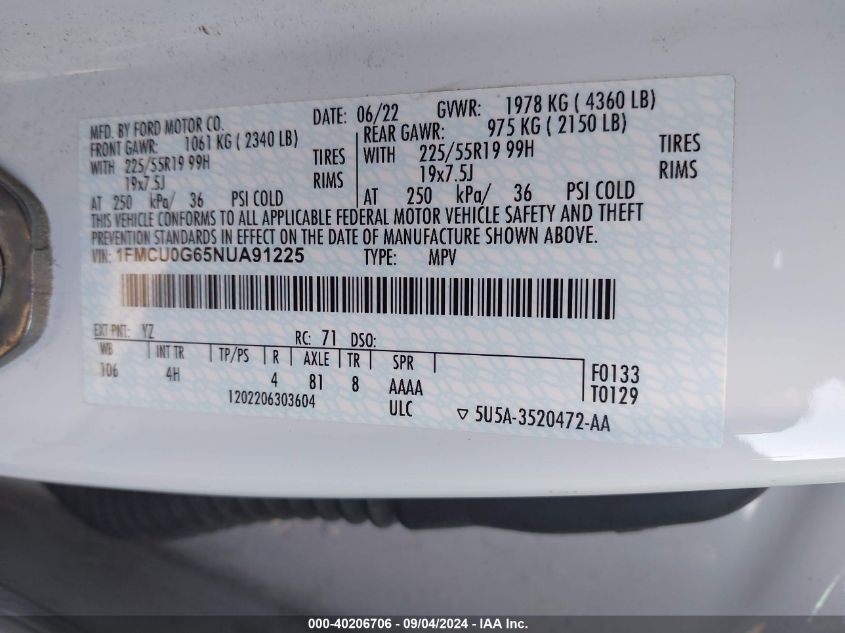 MFD. BY FORD MOTOR CO. DATE: 06/22 GVWR: 1978 KG ( 4360 LB)
FRONT GAWR: 1061 KG ( 2340 LB) REAR GAWR: 975 KG ( 2150 LB)
WITH 225/55R19 99H TIRES WITH 225/55R19 99H TIRES
19x7.5J RIMS 19x7.5J RIMS
AT 250 kPa/ 36 PSI COLD AT 250 kPa/ 36 PSI COLD
THIS VEHICLE CONFORMS TO ALL APPLICABLE FEDERAL MOTOR VEHICLE SAFETY AND THEFT
PREVENTION STANDARDS IN EFFECT ON THE DATE OF MANUFACTURE SHOWN ABOVE.
VIN: 1FMCU0G65NUA91225 TYPE: MPV
EXT PNT: YZ RC: 71 DSO:
WB INT TR TP/PS R AXLE TR SPR
106 4H 4 81 8 AAAA F0133
1202206303604 ULC T0129
▽ 5U5A-3520472-AA
000-40206706 - 09/04/2024 - IAA Inc.